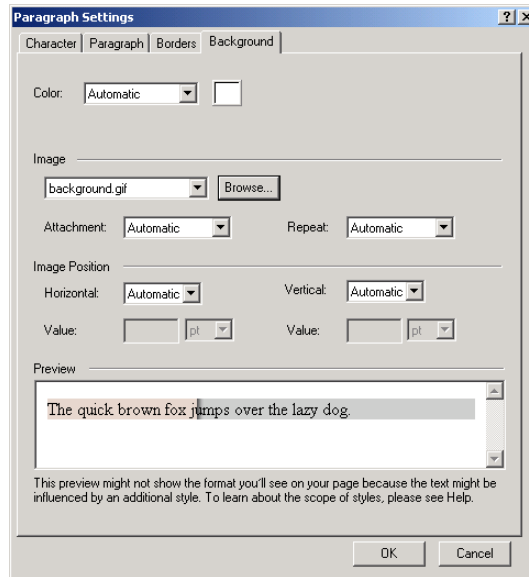 Paragraph Settings
Character Paragraph Borders Background
Color: Automatic
Image
background.gif Browse...
Attachment: Automatic Repeat: Automatic
Image Position
Horizontal: Automatic Vertical: Automatic
Value: pt Value: pt
Preview
The quick brown fox jumps over the lazy dog.
This preview might not show the format you'll see on your page because the text might be
influenced by an additional style. To learn about the scope of styles, please see Help.
OK Cancel